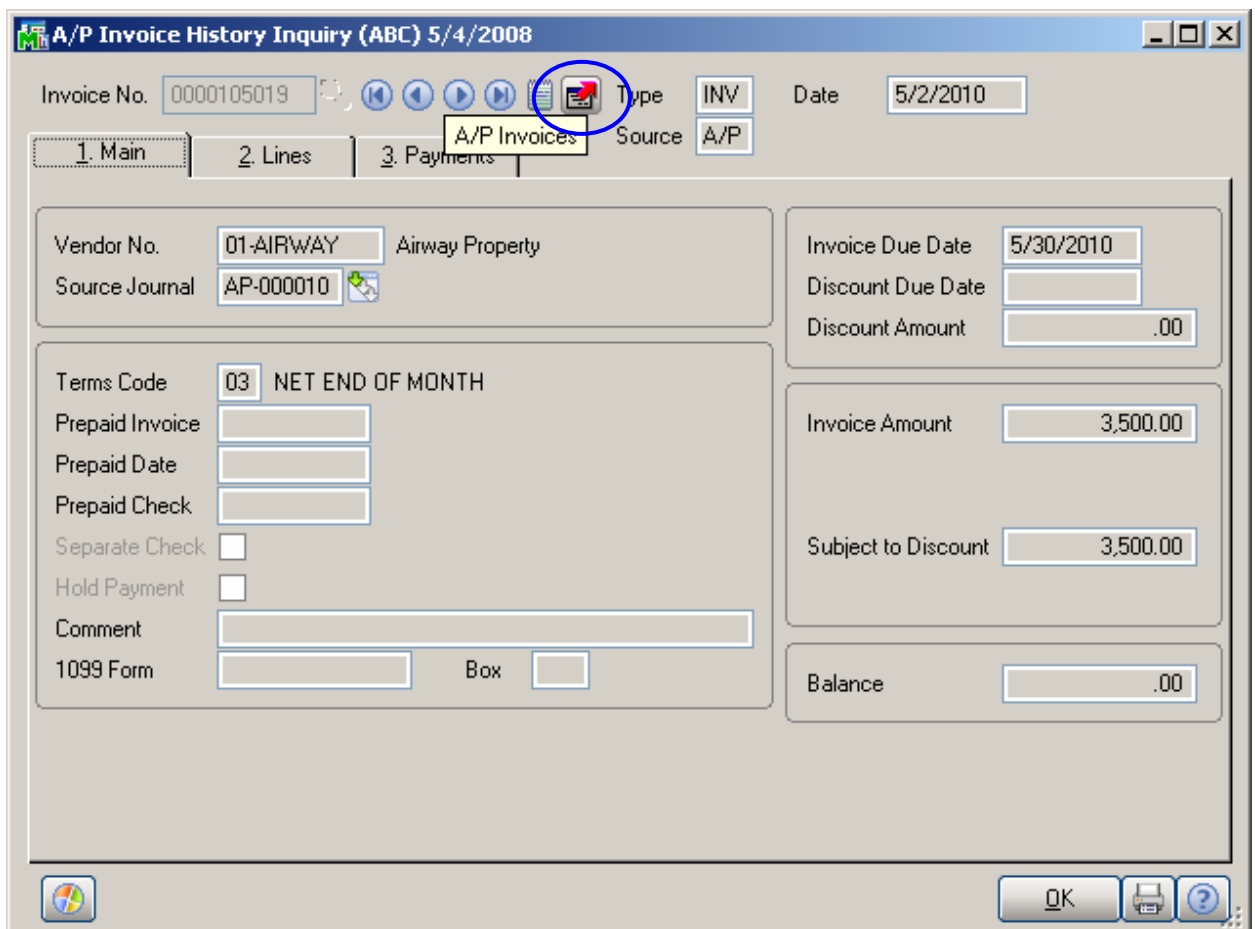 A/P Invoice History Inquiry (ABC) 5/4/2008
Invoice No. 0000105019 Type INV Date 5/2/2010
A/P Invoices Source A/P
1. Main 2. Lines 3. Payments
Vendor No. 01-AIRWAY Airway Property
Source Journal AP-000010
Terms Code 03 NET END OF MONTH
Prepaid Invoice
Prepaid Date
Prepaid Check
Separate Check
Hold Payment
Comment
1099 Form Box
Invoice Due Date 5/30/2010
Discount Due Date
Discount Amount .00
Invoice Amount 3,500.00
Subject to Discount 3,500.00
Balance .00
OK